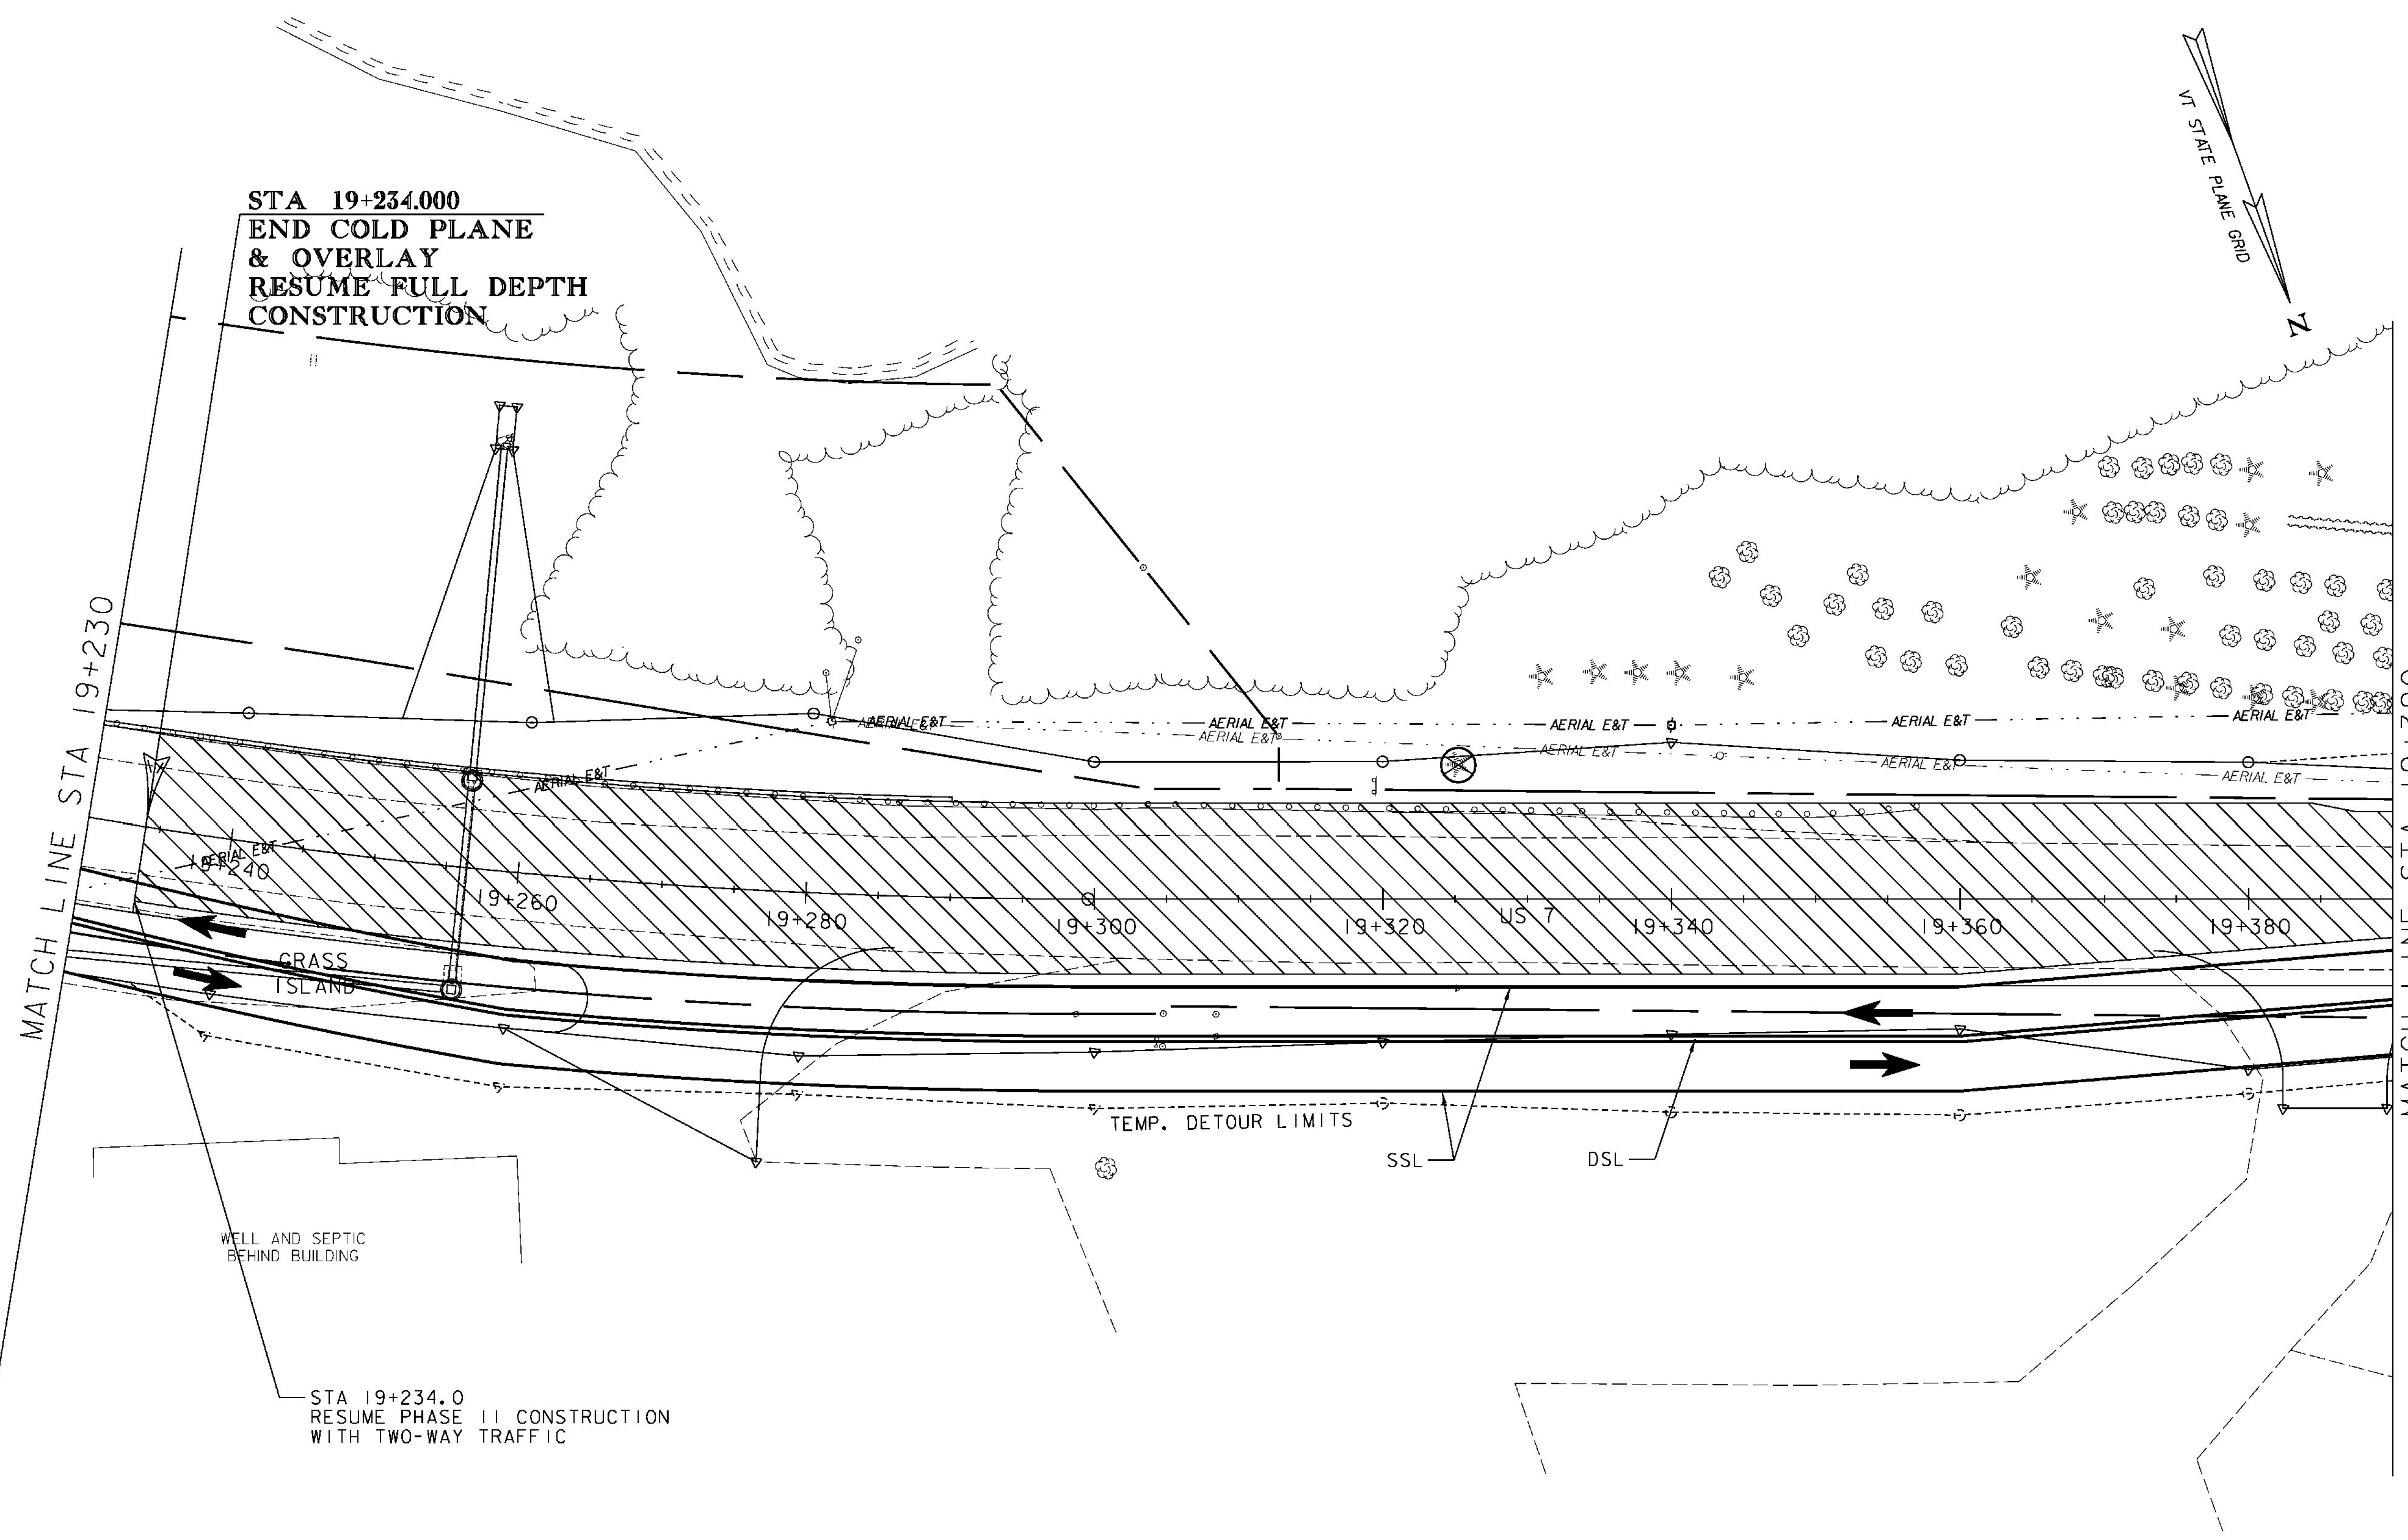 STA 19+234.000
END COLD PLANE
& OVERLAY
RESUME FULL DEPTH
CONSTRUCTION
VT STATE PLANE GRID
N
MATCH LINE STA 19+230
AERIAL E&T
AERIAL E&T
AERIAL E&T
AERIAL E&T
AERIAL E&T
AERIAL E&T
AERIAL E&T
AERIAL E&T
AERIAL E&T
AERIAL E&T
AERIAL E&T
AERIAL E&T
AERIAL E&T
19+240
19+260
19+280
19+300
19+320
US 7
19+340
19+360
19+380
GRASS
ISLAND
TEMP. DETOUR LIMITS
SSL
DSL
WELL AND SEPTIC
BEHIND BUILDING
STA 19+234.0
RESUME PHASE II CONSTRUCTION
WITH TWO-WAY TRAFFIC